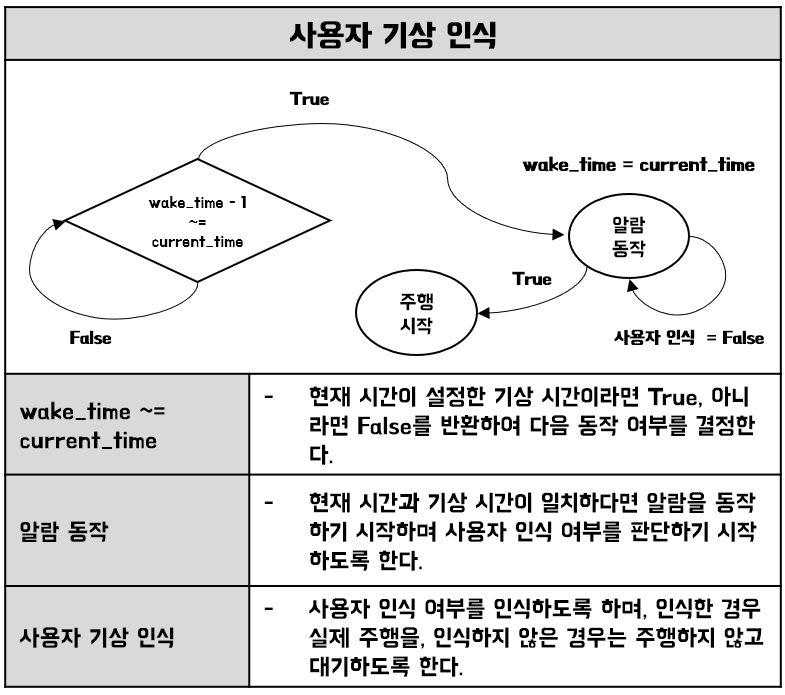 사용자 기상 인식
True
wake_time = current_time
wake_time - 1
~=
current_time
알람
동작
True
주행
시작
False
사용자 인식 = False
wake_time ~=
current_time
- 현재 시간이 설정한 기상 시간이라면 True, 아니
라면 False를 반환하여 다음 동작 여부를 결정한
다.
알람 동작
- 현재 시간과 기상 시간이 일치하다면 알람을 동작
하기 시작하며 사용자 인식 여부를 판단하기 시작
하도록 한다.
사용자 기상 인식
- 사용자 인식 여부를 인식하도록 하며, 인식한 경우
실제 주행을, 인식하지 않은 경우는 주행하지 않고
대기하도록 한다.